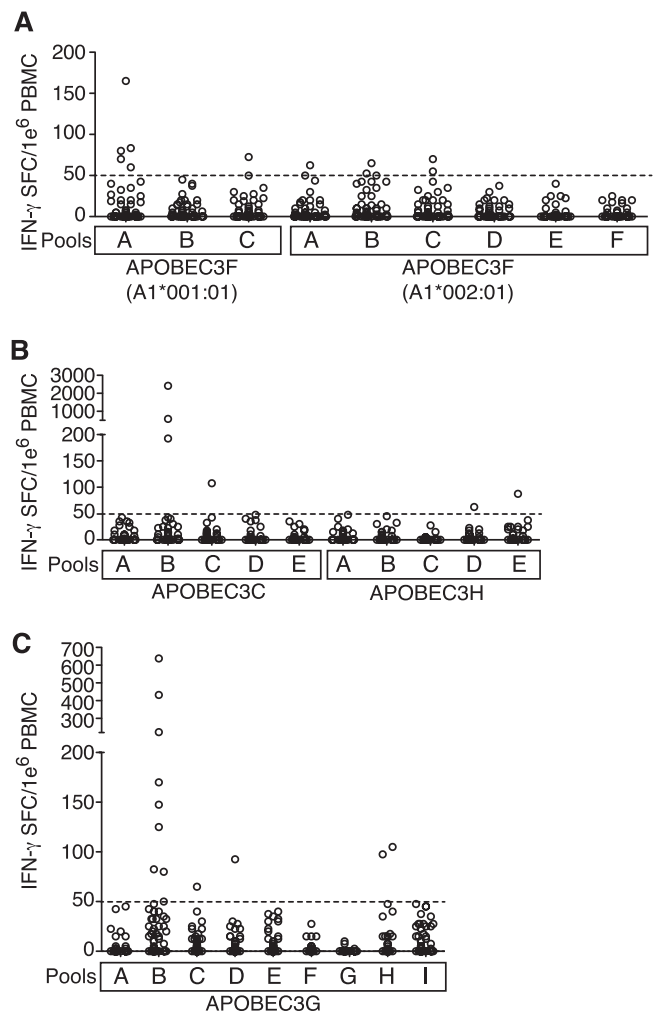 A
IFN-γ SFC/1e6 PBMC
200
150
100
50
0
Pools A B C A B C D E F
APOBEC3F APOBEC3F
(A1*001:01) (A1*002:01)
B
IFN-γ SFC/1e6 PBMC
3000
2000
1000
200
150
100
50
0
Pools A B C D E A B C D E
APOBEC3C APOBEC3H
C
IFN-γ SFC/1e6 PBMC
700
600
500
400
300
200
150
100
50
0
Pools A B C D E F G H I
APOBEC3G